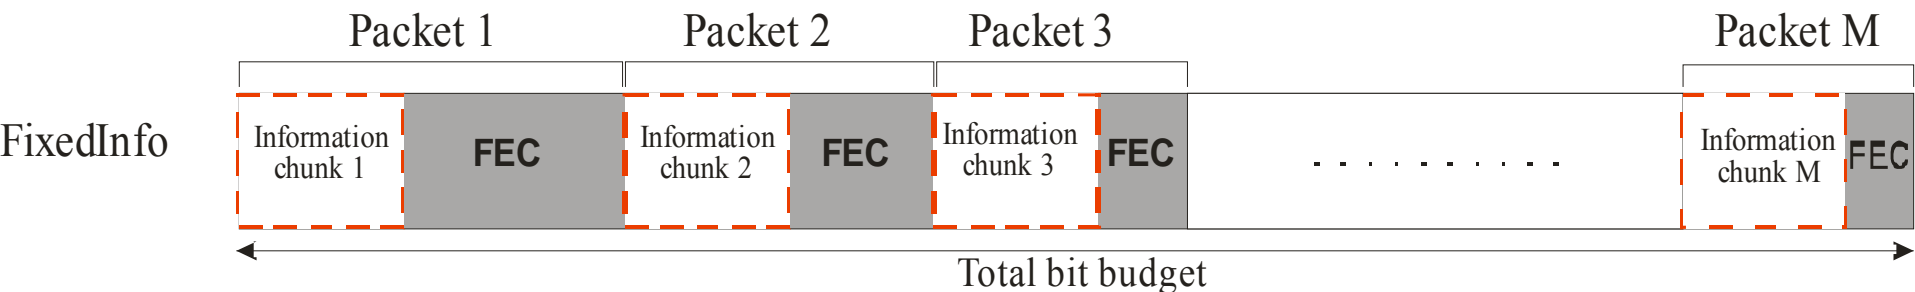 Packet 1
Packet 2
Packet 3
Packet M
FixedInfo
Information
chunk 1
FEC
Information
chunk 2
FEC
Information
chunk 3
FEC
. . . . . . . . .
Information
chunk M
FEC
Total bit budget